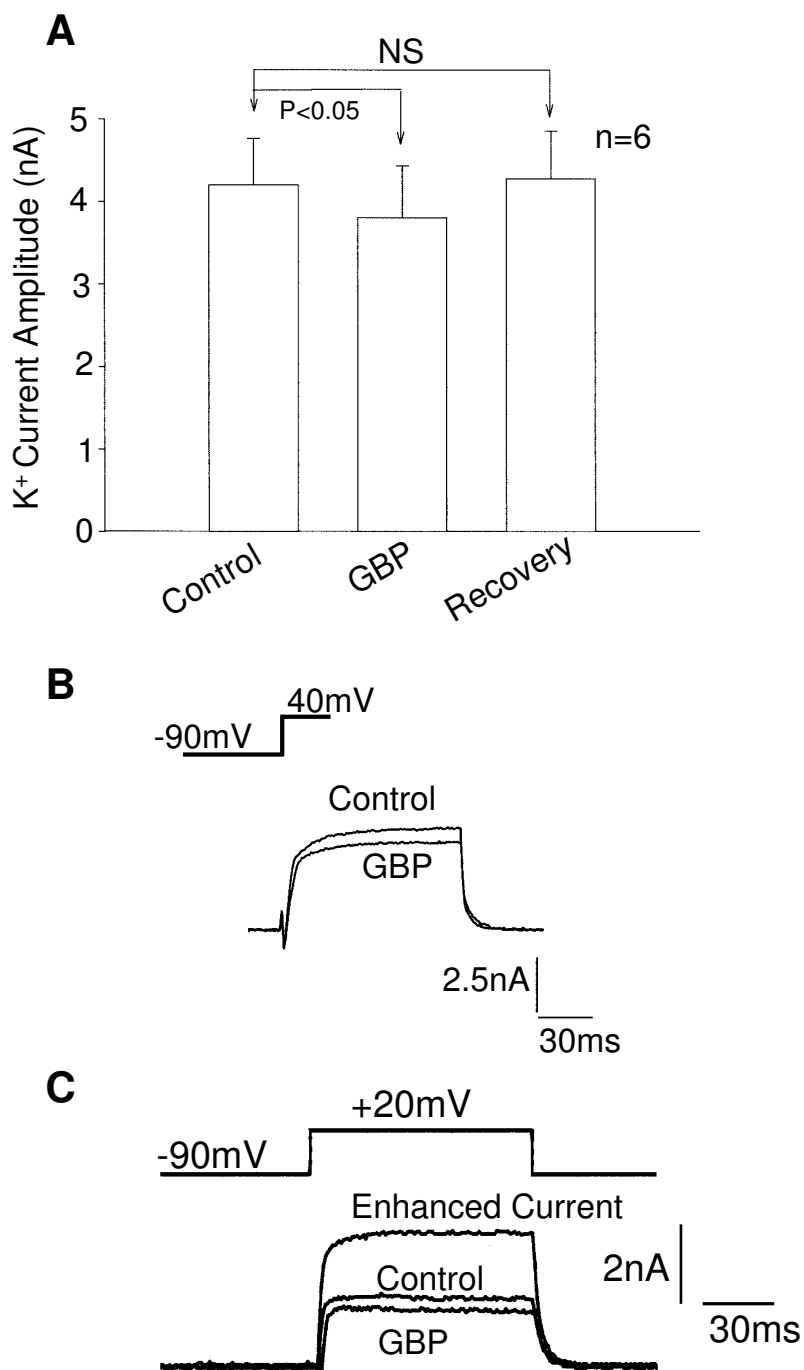 A
NS
P<0.05
n=6
K+ Current Amplitude (nA)
5
4
3
2
1
0
Control
GBP
Recovery
B
40mV
-90mV
Control
GBP
2.5nA
30ms
C
+20mV
-90mV
Enhanced Current
2nA
Control
30ms
GBP